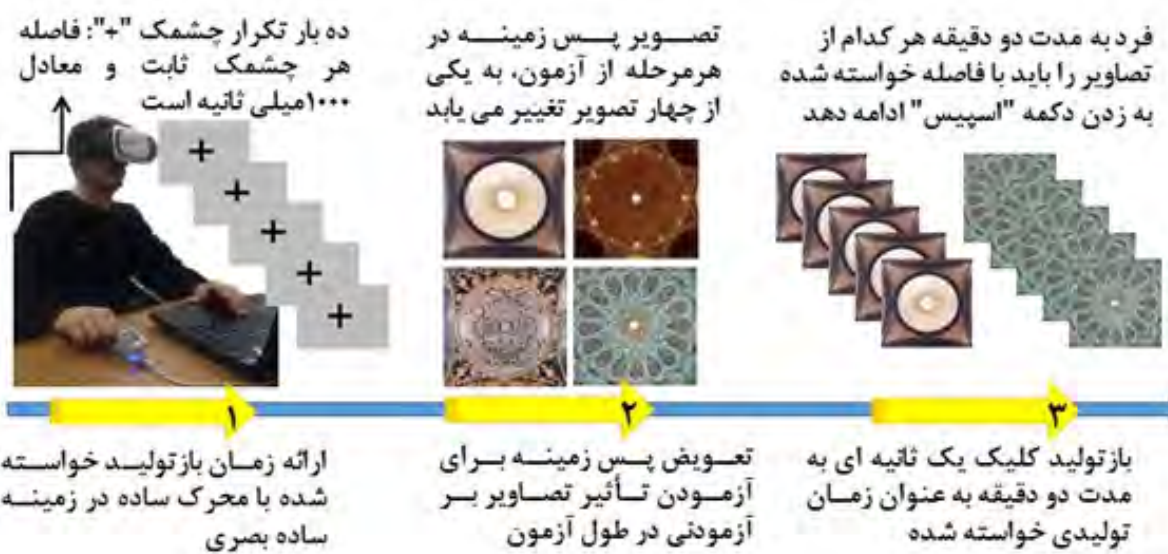 ده بار تکرار چشمک "+": فاصله
هر چشمک ثابت و معادل
۱۰۰۰میلی ثانیه است
تصویر پس زمینه در
هرمرحله از آزمون، به یکی
از چهار تصویر تغییر می یابد
فرد به مدت دو دقیقه هر کدام از
تصاویر را باید با فاصله خواسته شده
به زدن دکمه "اسپیس" ادامه دهد
۱
۲
۳
ارائه زمان بازتولید خواسته
شده با محرک ساده در زمینه
ساده بصری
تعویض پس زمینه برای
آزمودن تأثیر تصاویر بر
آزمودنی در طول آزمون
بازتولید کلیک یک ثانیه ای به
مدت دو دقیقه به عنوان زمان
تولیدی خواسته شده